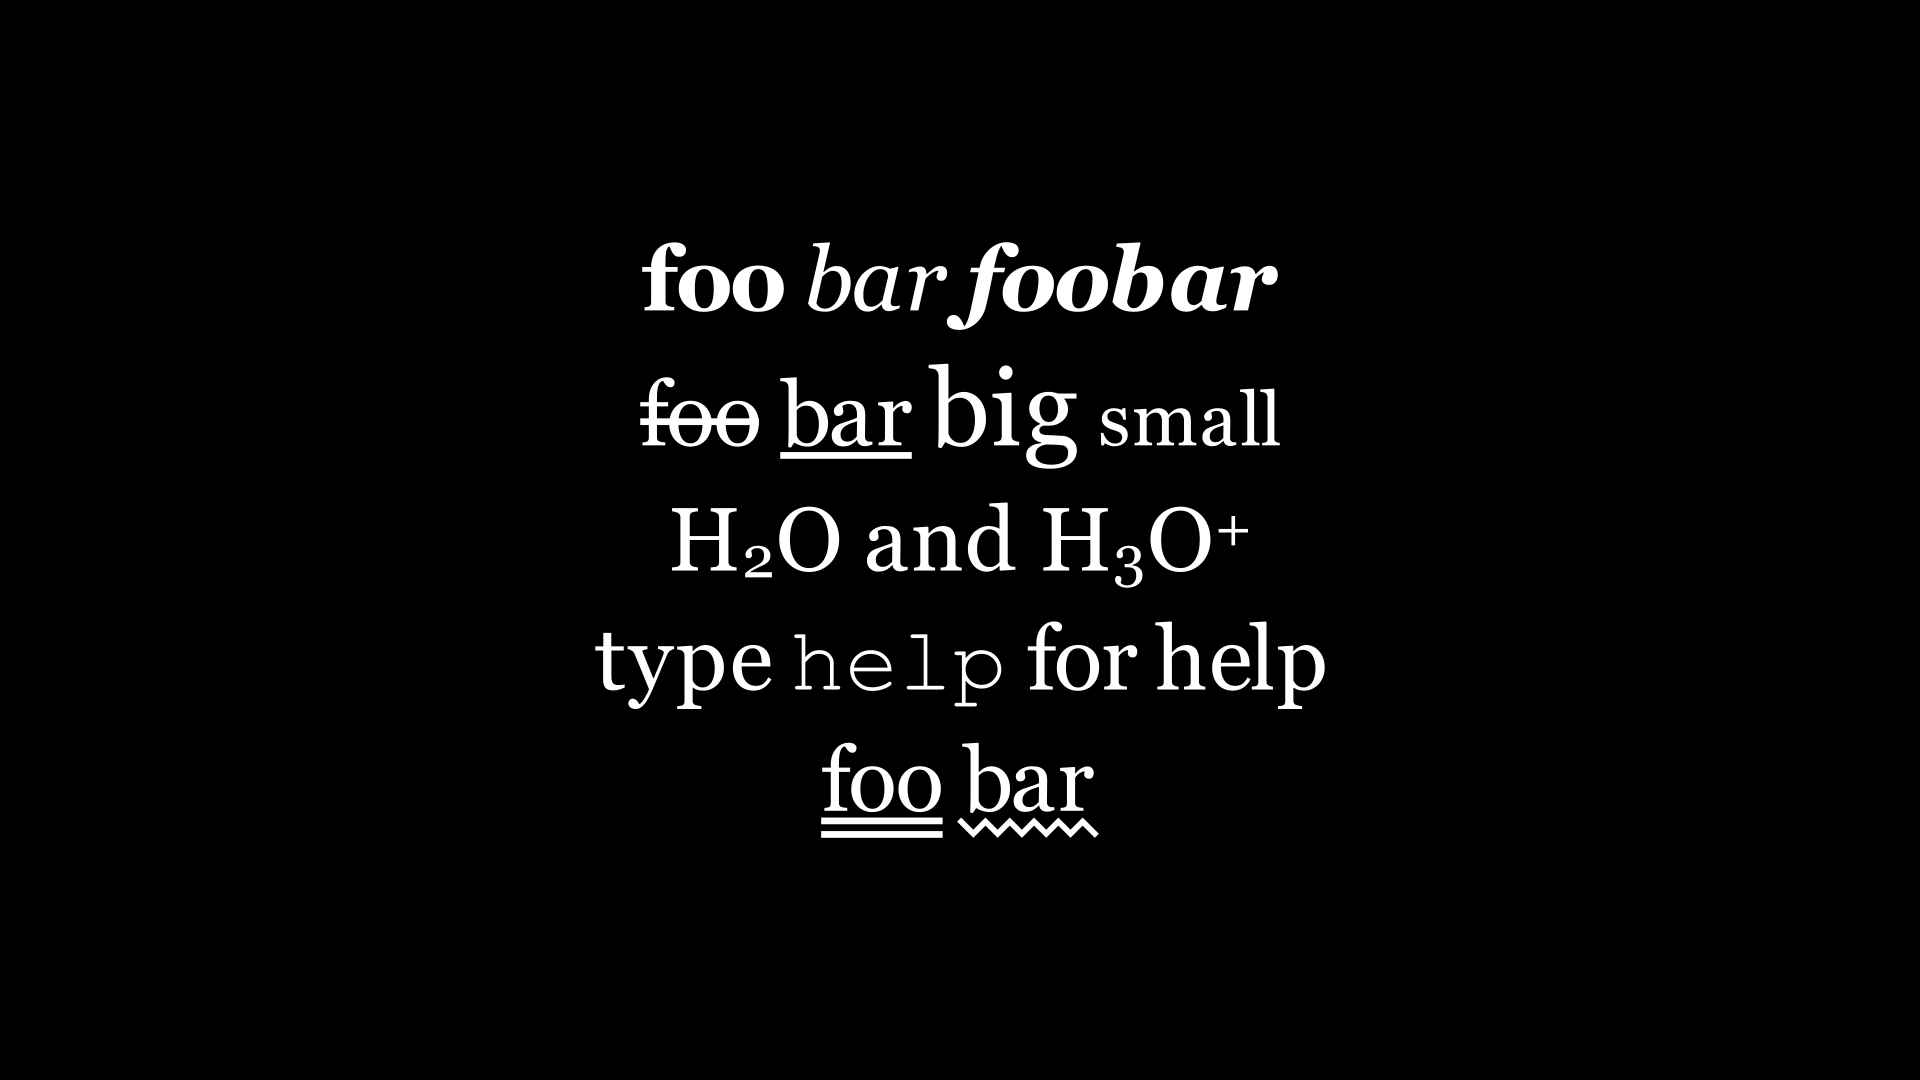 foo bar foobar
foo bar big small
H₂O and H₃O⁺
type help for help
foo bar